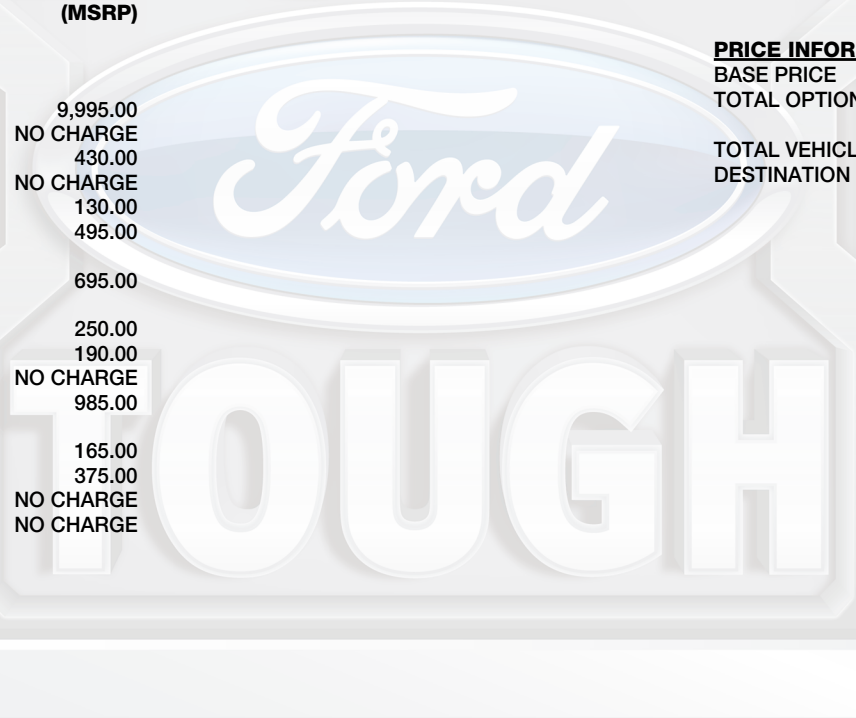 (MSRP)
9,995.00
NO CHARGE
430.00
NO CHARGE
130.00
495.00
695.00
250.00
190.00
NO CHARGE
985.00
165.00
375.00
NO CHARGE
NO CHARGE
PRICE INFOR
BASE PRICE
TOTAL OPTION
TOTAL VEHICL
DESTINATION
Ford
TOUGH